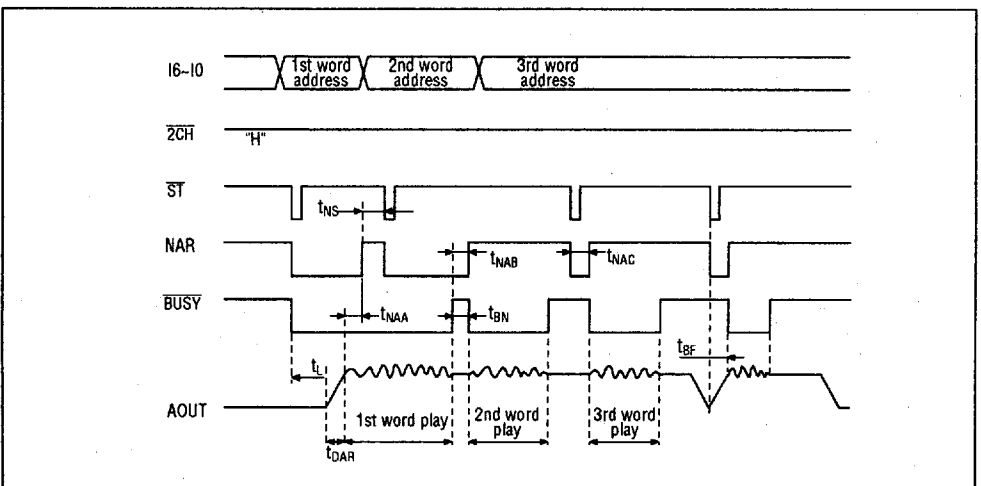 I6~I0
1st word
address
2nd word
address
3rd word
address
2CH
"H"
ST
tNS
NAR
tNAB
tNAC
BUSY
tNAA
tBN
tL
tBF
AOUT
1st word play
2nd word
play
3rd word
play
tDAR